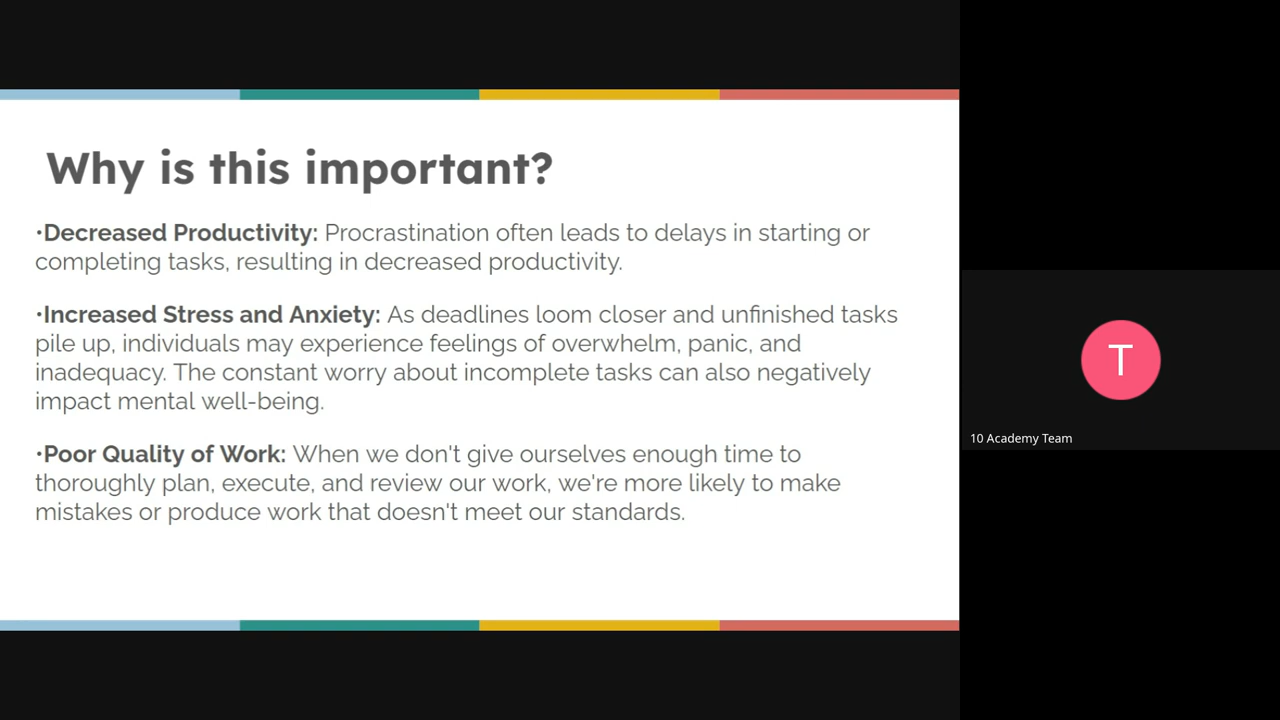 Why is this important?
•Decreased Productivity: Procrastination often leads to delays in starting or
completing tasks, resulting in decreased productivity.
•Increased Stress and Anxiety: As deadlines loom closer and unfinished tasks
pile up, individuals may experience feelings of overwhelm, panic, and
inadequacy. The constant worry about incomplete tasks can also negatively
impact mental well-being.
•Poor Quality of Work: When we don't give ourselves enough time to
thoroughly plan, execute, and review our work, we're more likely to make
mistakes or produce work that doesn't meet our standards.
T
10 Academy Team